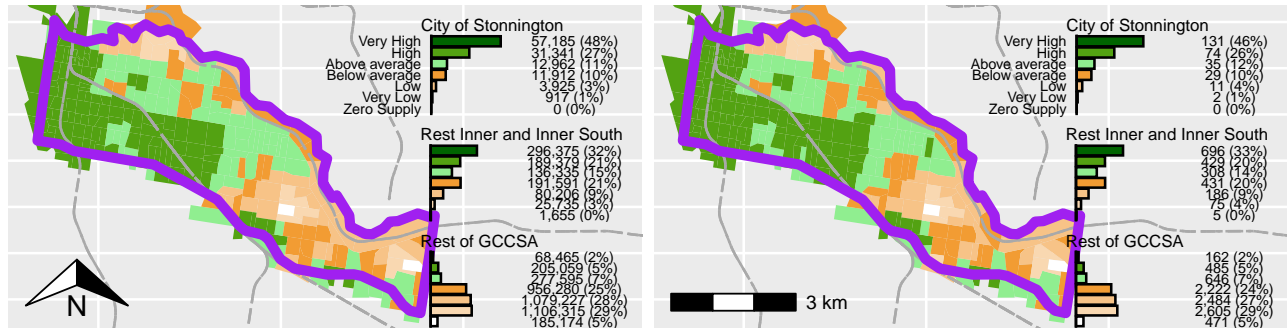 City of Stonnington
Very High 57,185 (48%)
High 31,341 (27%)
Above average 12,962 (11%)
Below average 11,912 (10%)
Low 3,925 (3%)
Very Low 917 (1%)
Zero Supply 0 (0%)
Rest Inner and Inner South
296,375 (32%)
189,379 (21%)
136,335 (15%)
191,591 (21%)
80,206 (9%)
25,735 (3%)
1,655 (0%)
Rest of GCCSA
68,465 (2%)
205,059 (5%)
277,595 (7%)
956,280 (25%)
1,079,227 (28%)
1,106,315 (29%)
185,174 (5%)
N
City of Stonnington
Very High 131 (46%)
High 74 (26%)
Above average 35 (12%)
Below average 29 (10%)
Low 11 (4%)
Very Low 2 (1%)
Zero Supply 0 (0%)
Rest Inner and Inner South
696 (33%)
429 (20%)
308 (14%)
431 (20%)
186 (9%)
75 (4%)
5 (0%)
Rest of GCCSA
162 (2%)
485 (5%)
646 (7%)
2,222 (24%)
2,484 (27%)
2,605 (29%)
471 (5%)
3 km